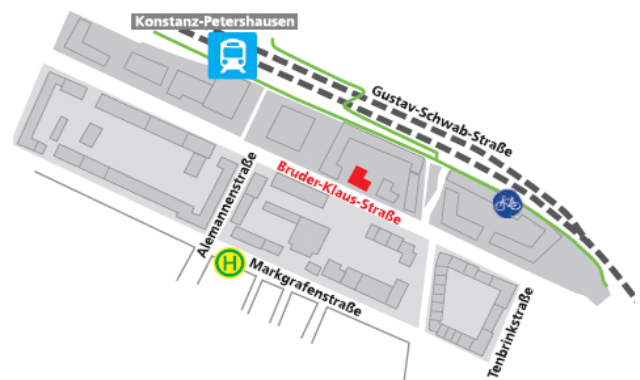 Konstanz-Petershausen
Gustav-Schwab-Straße
Bruder-Klaus-Straße
Alemannenstraße
H
Markgrafenstraße
Tenbrinkstraße